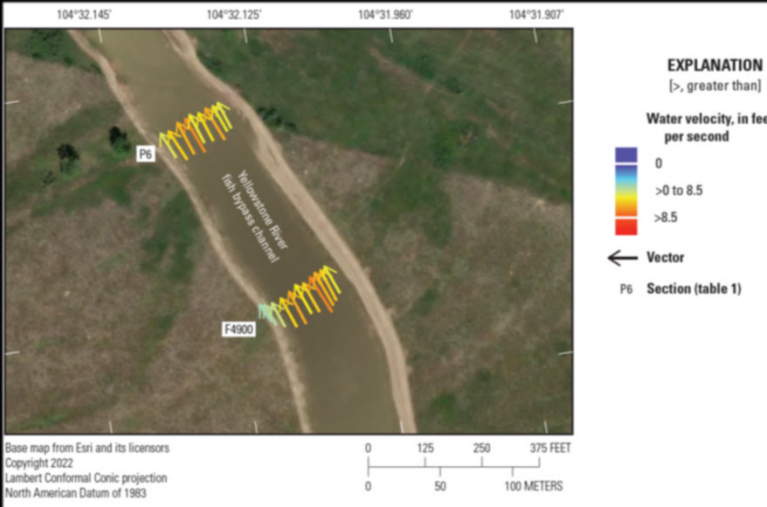 104°32.145' 104°32.125' 104°31.960' 104°31.907'
P6
Yellowstone River
fish bypass channel
F4900
EXPLANATION
[>, greater than]
Water velocity, in fee
per second
0
>0 to 8.5
>8.5
Vector
P6 Section (table 1)
Base map from Esri and its licensors
Copyright 2022
Lambert Conformal Conic projection
North American Datum of 1983
0 125 250 375 FEET
0 50 100 METERS